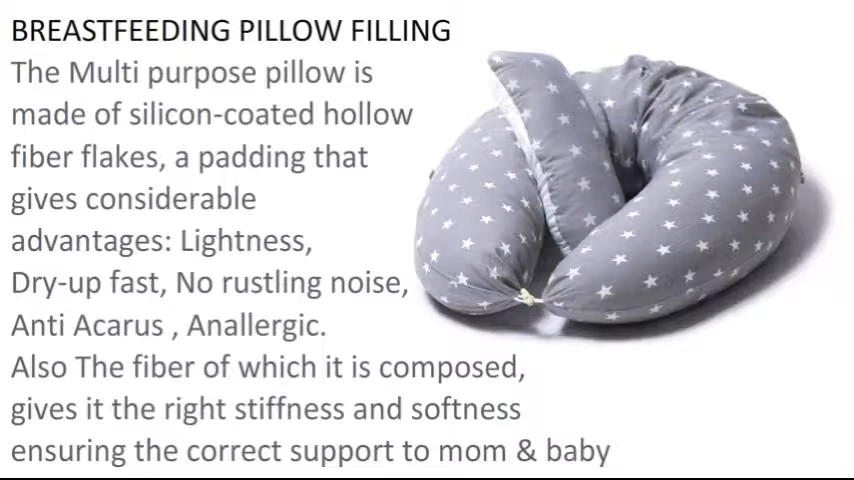 BREASTFEEDING PILLOW FILLING
The Multi purpose pillow is
made of silicon-coated hollow
fiber flakes, a padding that
gives considerable
advantages: Lightness,
Dry-up fast, No rustling noise,
Anti Acarus , Anallergic.
Also The fiber of which it is composed,
gives it the right stiffness and softness
ensuring the correct support to mom & baby